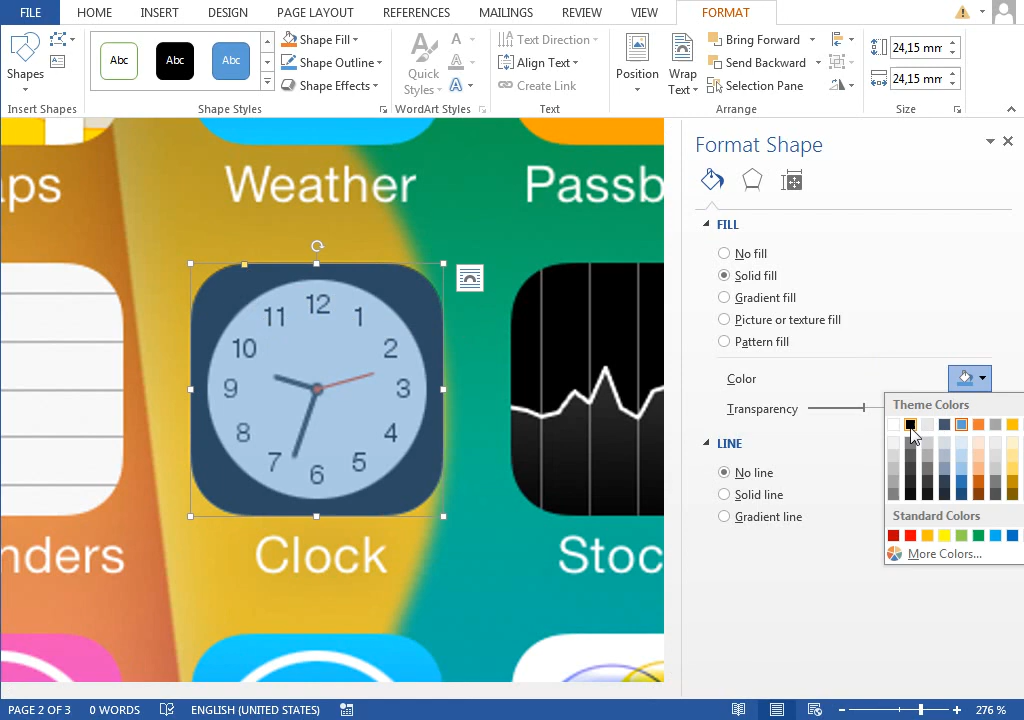 FILE HOME INSERT DESIGN PAGE LAYOUT REFERENCES MAILINGS REVIEW VIEW FORMAT
Shapes
Insert Shapes
Abc Abc Abc
Shape Fill
Shape Outline
Shape Effects
Shape Styles
Quick
Styles
WordArt Styles
Text Direction
Align Text
Create Link
Text
Position
Wrap
Text
Bring Forward
Send Backward
Selection Pane
Arrange
24,15 mm
24,15 mm
Size
aps Weather Passb
12
11 1
10 2
9 3
8 4
7 5
6
nders Clock Stoc
Format Shape
FILL
No fill
Solid fill
Gradient fill
Picture or texture fill
Pattern fill
Color
Transparency
LINE
No line
Solid line
Gradient line
Theme Colors
Standard Colors
More Colors...
PAGE 2 OF 3 0 WORDS ENGLISH (UNITED STATES) 276 %